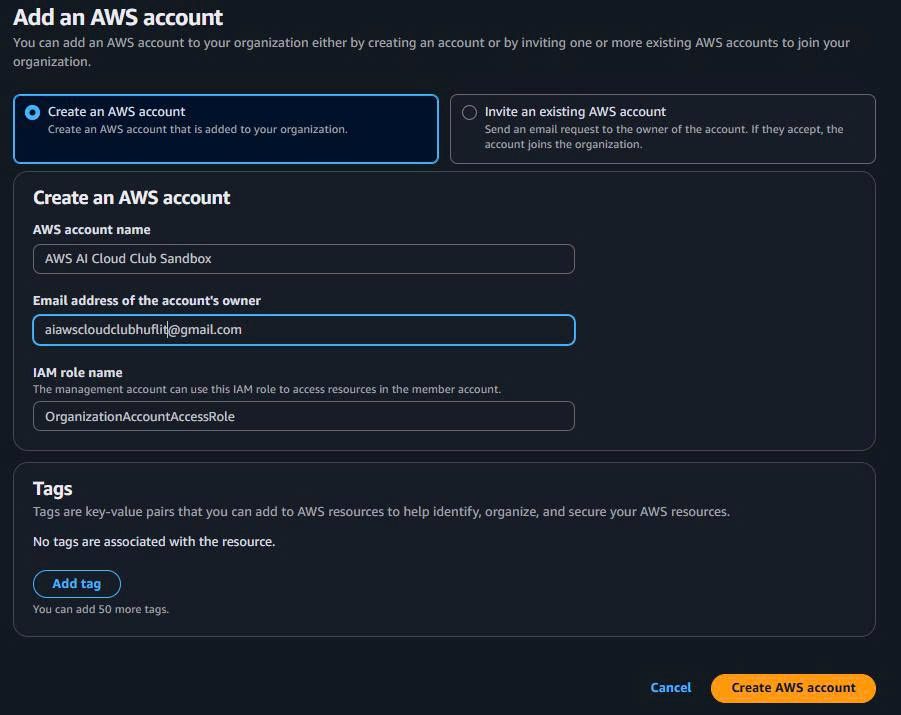 Add an AWS account
You can add an AWS account to your organization either by creating an account or by inviting one or more existing AWS accounts to join your
organization.
Create an AWS account
Create an AWS account that is added to your organization.
Invite an existing AWS account
Send an email request to the owner of the account. If they accept, the
account joins the organization.
Create an AWS account
AWS account name
AWS AI Cloud Club Sandbox
Email address of the account's owner
aiawscloudclubhuflit@gmail.com
IAM role name
The management account can use this IAM role to access resources in the member account.
OrganizationAccountAccessRole
Tags
Tags are key-value pairs that you can add to AWS resources to help identify, organize, and secure your AWS resources.
No tags are associated with the resource.
Add tag
You can add 50 more tags.
Cancel
Create AWS account